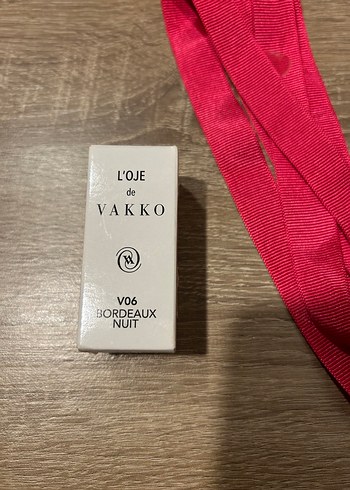 L'OJE
de
VAKKO
V06
BORDEAUX
NUIT